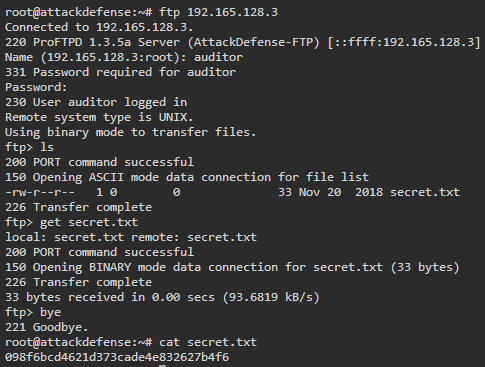 root@attackdefense:~# ftp 192.165.128.3
Connected to 192.165.128.3.
220 ProFTPD 1.3.5a Server (AttackDefense-FTP) [::ffff:192.165.128.3]
Name (192.165.128.3:root): auditor
331 Password required for auditor
Password:
230 User auditor logged in
Remote system type is UNIX.
Using binary mode to transfer files.
ftp> ls
200 PORT command successful
150 Opening ASCII mode data connection for file list
-rw-r--r--   1 0        0              33 Nov 20  2018 secret.txt
226 Transfer complete
ftp> get secret.txt
local: secret.txt remote: secret.txt
200 PORT command successful
150 Opening BINARY mode data connection for secret.txt (33 bytes)
226 Transfer complete
33 bytes received in 0.00 secs (93.6819 kB/s)
ftp> bye
221 Goodbye.
root@attackdefense:~# cat secret.txt
098f6bcd4621d373cade4e832627b4f6